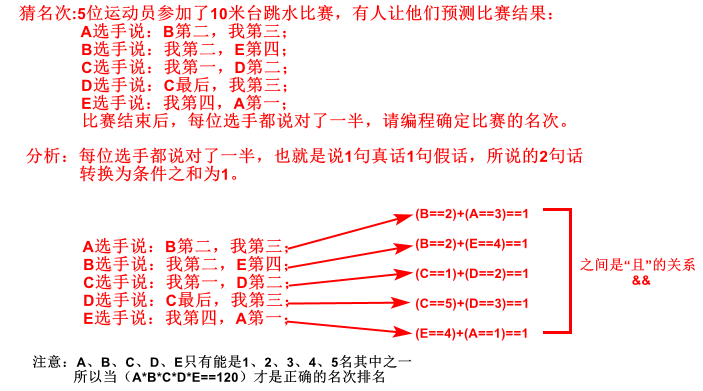 猜名次:5位运动员参加了10米台跳水比赛，有人让他们预测比赛结果：
A选手说：B第二，我第三；
B选手说：我第二，E第四；
C选手说：我第一，D第二；
D选手说：C最后，我第三；
E选手说：我第四，A第一；
比赛结束后，每位选手都说对了一半，请编程确定比赛的名次。
分析：每位选手都说对了一半，也就是说1句真话1句假话，所说的2句话
转换为条件之和为1。
A选手说：B第二，我第三；
B选手说：我第二，E第四；
C选手说：我第一，D第二；
D选手说：C最后，我第三；
E选手说：我第四，A第一；
(B==2)+(A==3)==1
(B==2)+(E==4)==1
(C==1)+(D==2)==1
(C==5)+(D==3)==1
(E==4)+(A==1)==1
之间是“且”的关系
&&
注意：A、B、C、D、E只有能是1、2、3、4、5名其中之一
所以当（A*B*C*D*E==120）才是正确的名次排名